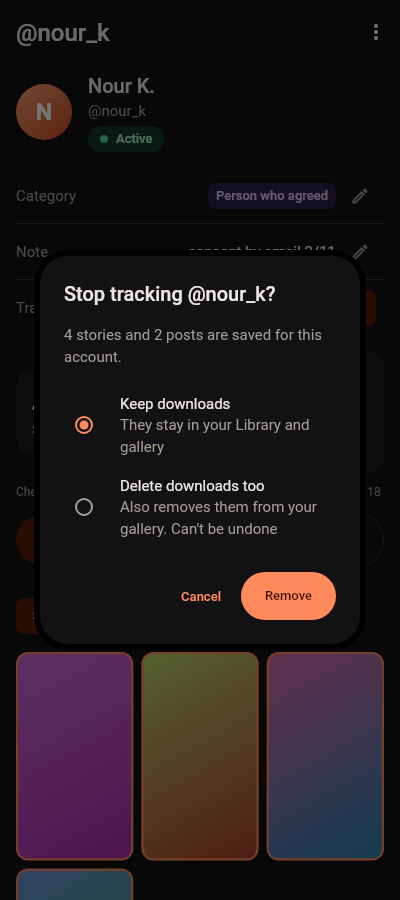 @nour_k
N
Nour K.
@nour_k
Active
Category
Person who agreed
Note
Stop tracking @nour_k?
4 stories and 2 posts are saved for this
account.
Keep downloads
They stay in your Library and
gallery
Delete downloads too
Also removes them from your
gallery. Can't be undone
18
Cancel
Remove